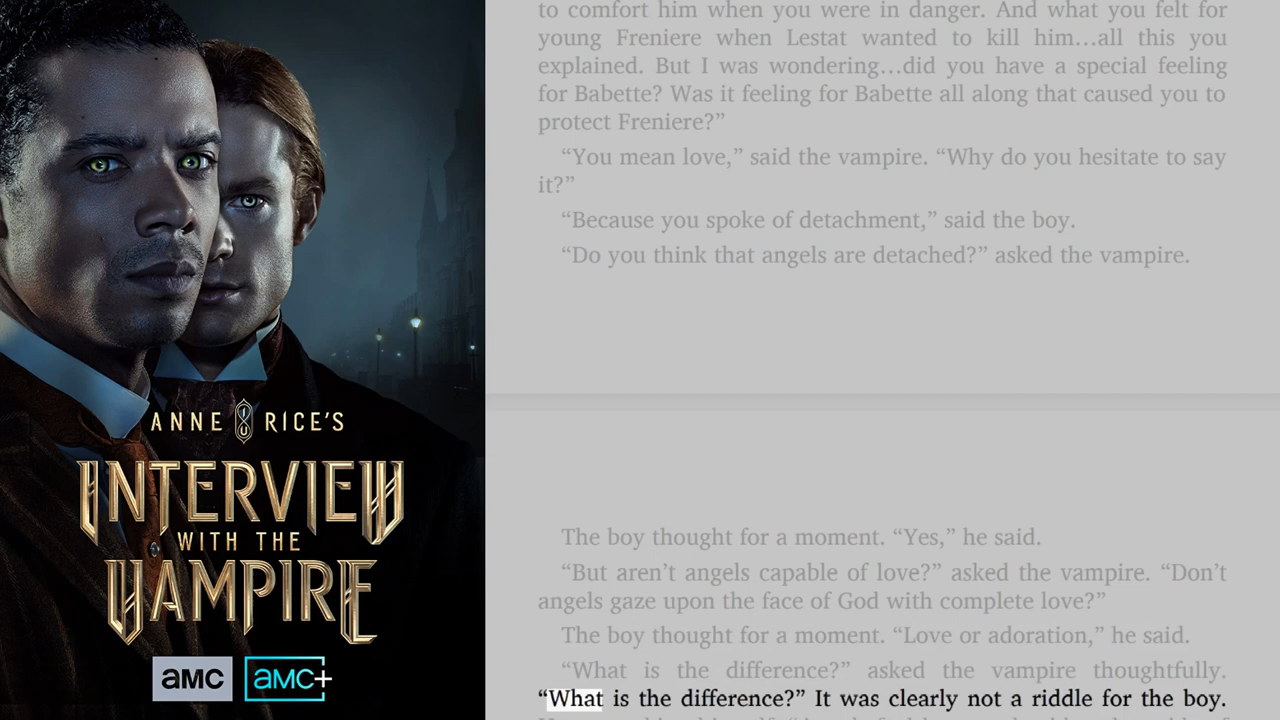 ANNE RICE'S
INTERVIEW
WITH THE
VAMPIRE
aMC
aMC+
to comfort him when you were in danger. And what you felt for
young Freniere when Lestat wanted to kill him…all this you
explained. But I was wondering…did you have a special feeling
for Babette? Was it feeling for Babette all along that caused you to
protect Freniere?”
“You mean love,” said the vampire. “Why do you hesitate to say
it?”
“Because you spoke of detachment,” said the boy.
“Do you think that angels are detached?” asked the vampire.
The boy thought for a moment. “Yes,” he said.
“But aren’t angels capable of love?” asked the vampire. “Don’t
angels gaze upon the face of God with complete love?”
The boy thought for a moment. “Love or adoration,” he said.
“What is the difference?” asked the vampire thoughtfully.
“What is the difference?” It was clearly not a riddle for the boy.